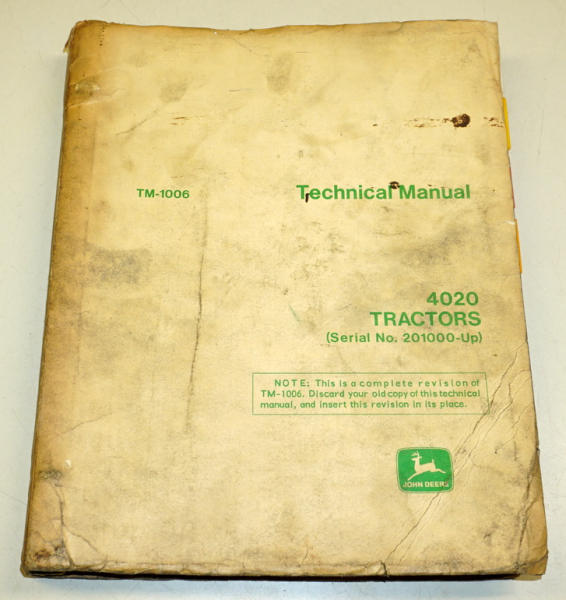 TM-1006
Technical Manual
4020
TRACTORS
(Serial No. 201000-Up)
NOTE: This is a complete revision of
TM-1006. Discard your old copy of this technical
manual, and insert this revision in its place.
JOHN DEERE